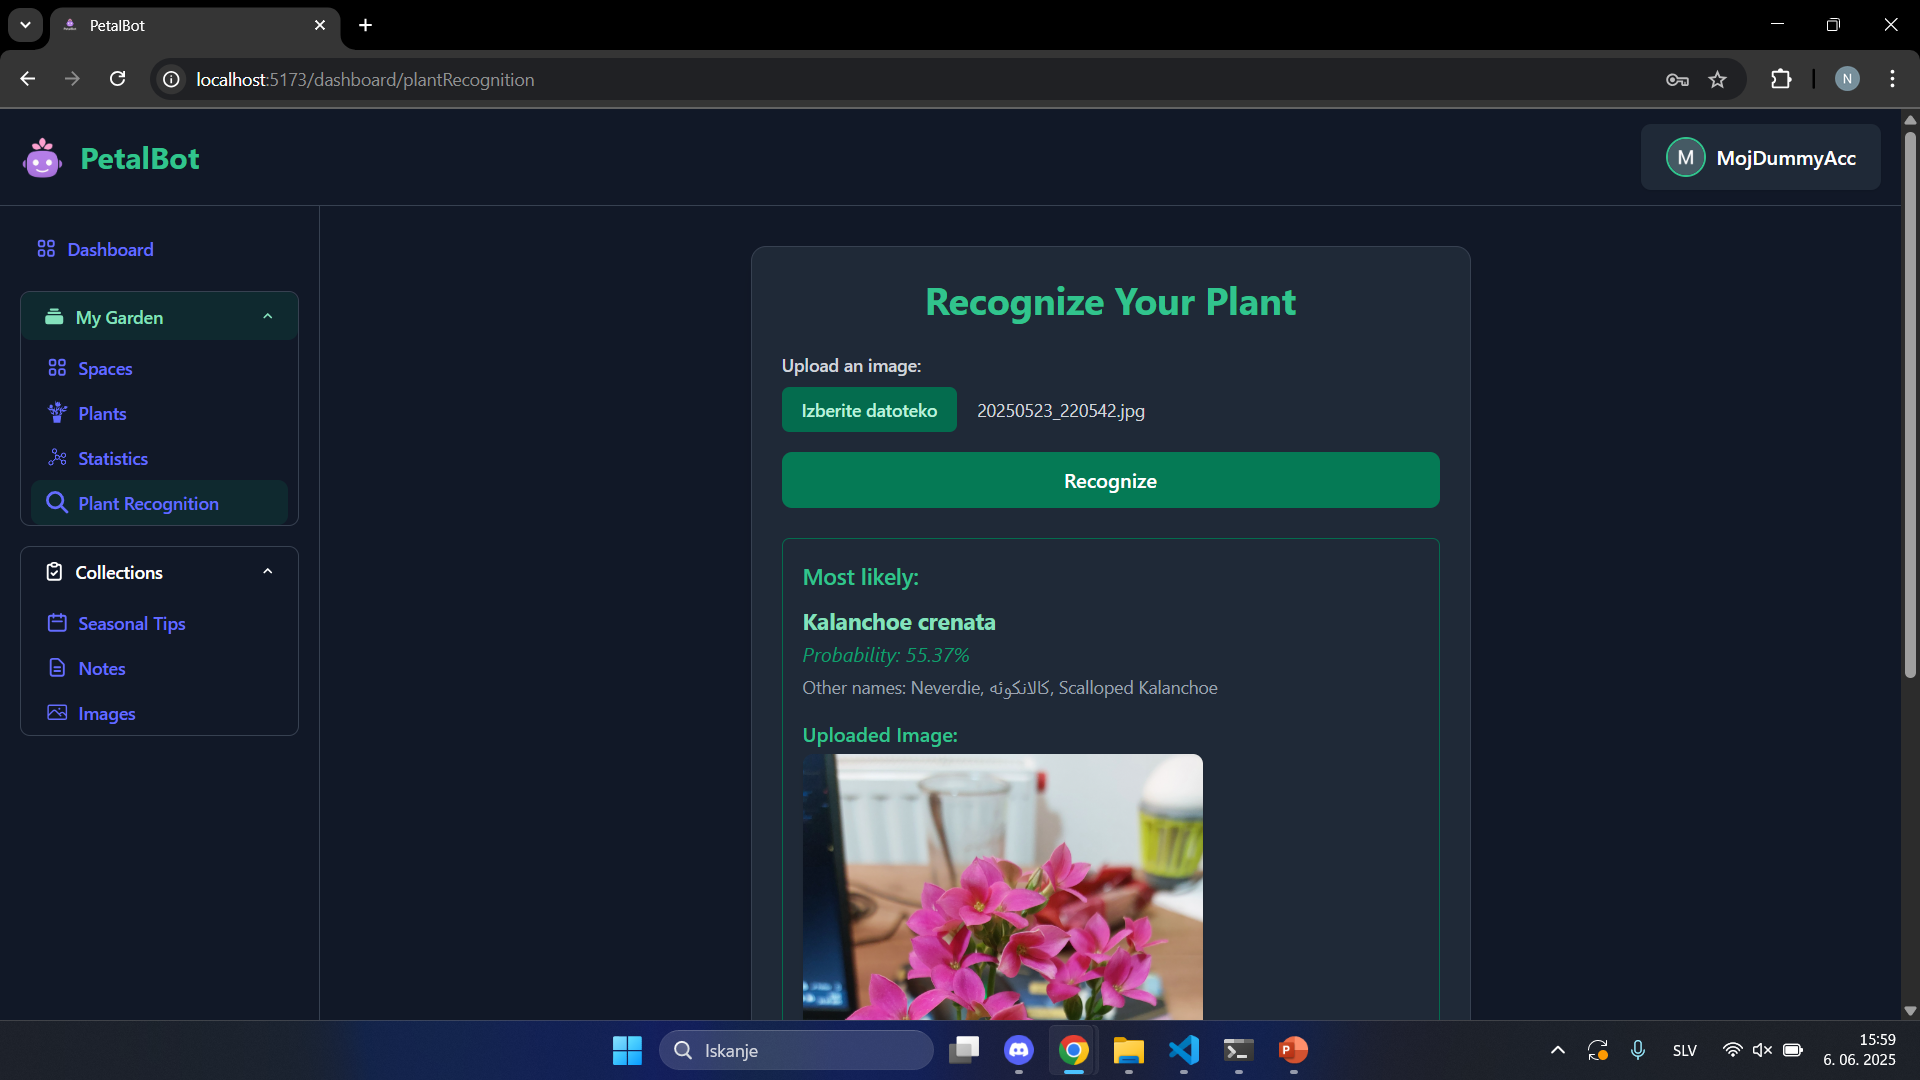 PetalBot
localhost:5173/dashboard/plantRecognition
N
PetalBot
M MojDummyAcc
Dashboard
My Garden
Spaces
Plants
Statistics
Plant Recognition
Collections
Seasonal Tips
Notes
Images
Recognize Your Plant
Upload an image:
Izberite datoteko 20250523_220542.jpg
Recognize
Most likely:
Kalanchoe crenata
Probability: 55.37%
Other names: Neverdie, کالانکوئه, Scalloped Kalanchoe
Uploaded Image:
Iskanje
P
SLV
15:59
6. 06. 2025